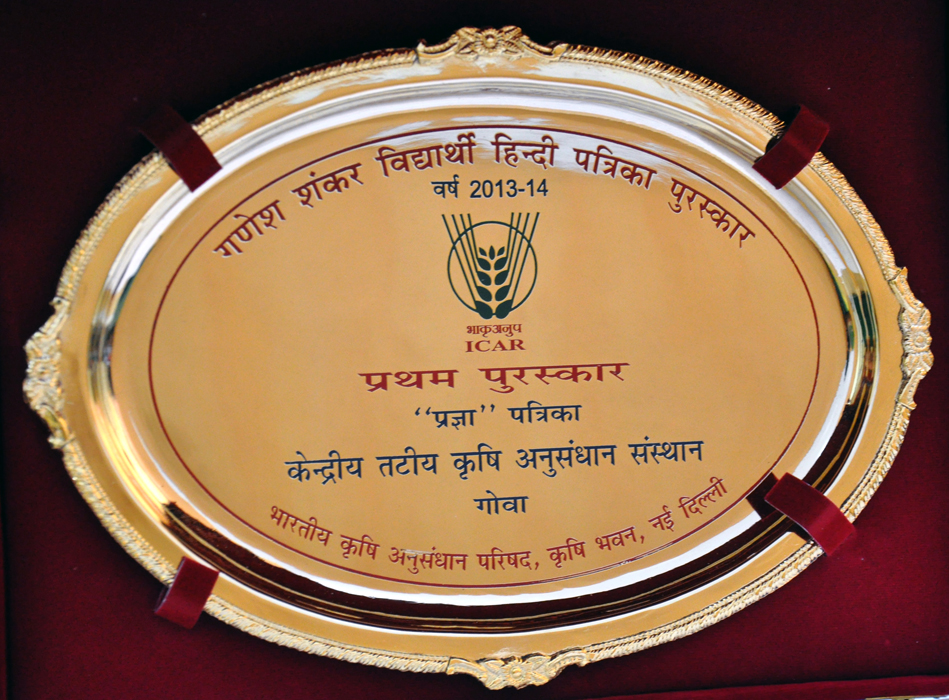 गणेश शंकर विद्यार्थी हिन्दी पत्रिका पुरस्कार
वर्ष 2013-14
भाकृअनुप
ICAR
प्रथम पुरस्कार
‘‘प्रज्ञा’’ पत्रिका
केन्द्रीय तटीय कृषि अनुसंधान संस्थान
गोवा
भारतीय कृषि अनुसंधान परिषद, कृषि भवन, नई दिल्ली